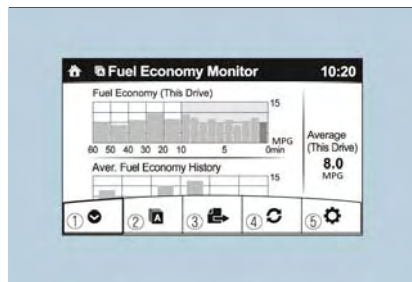 Fuel Economy Monitor 10:20
Fuel Economy (This Drive)
15
MPG
60 50 40 30 20 10 5 0min
Average
(This Drive)
8.0
MPG
Aver. Fuel Economy History
15
① ② A ③ ④ ⑤